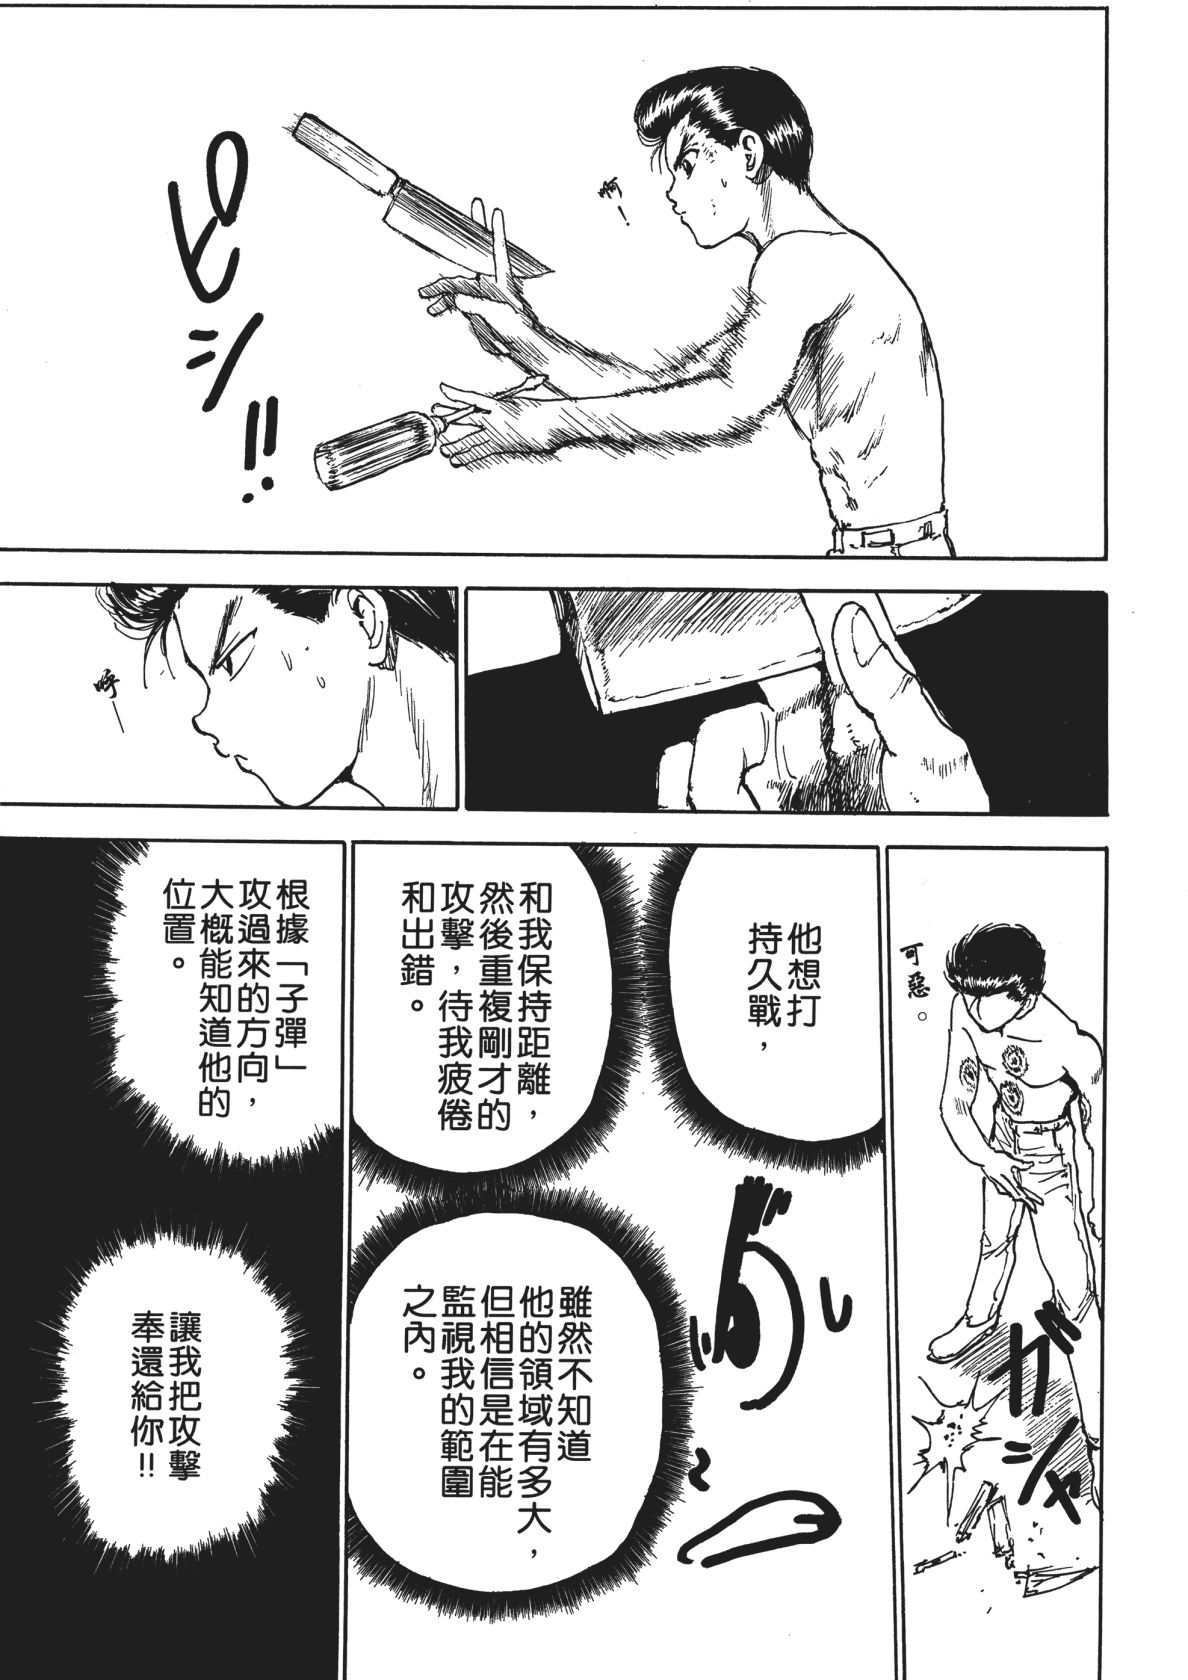 啊！
ピシ!!
呼—
可惡。
ガシャ
他想打
持久戰，
和我保持距離，
然後重複剛才的
攻擊，待我疲倦
和出錯。
雖然不知道
他的領域有多大，
但相信是在能
監視我的範圍
之內。
根據「子彈」
攻過來的方向，
大概能知道他的
位置。
讓我把攻擊
奉還給你!!